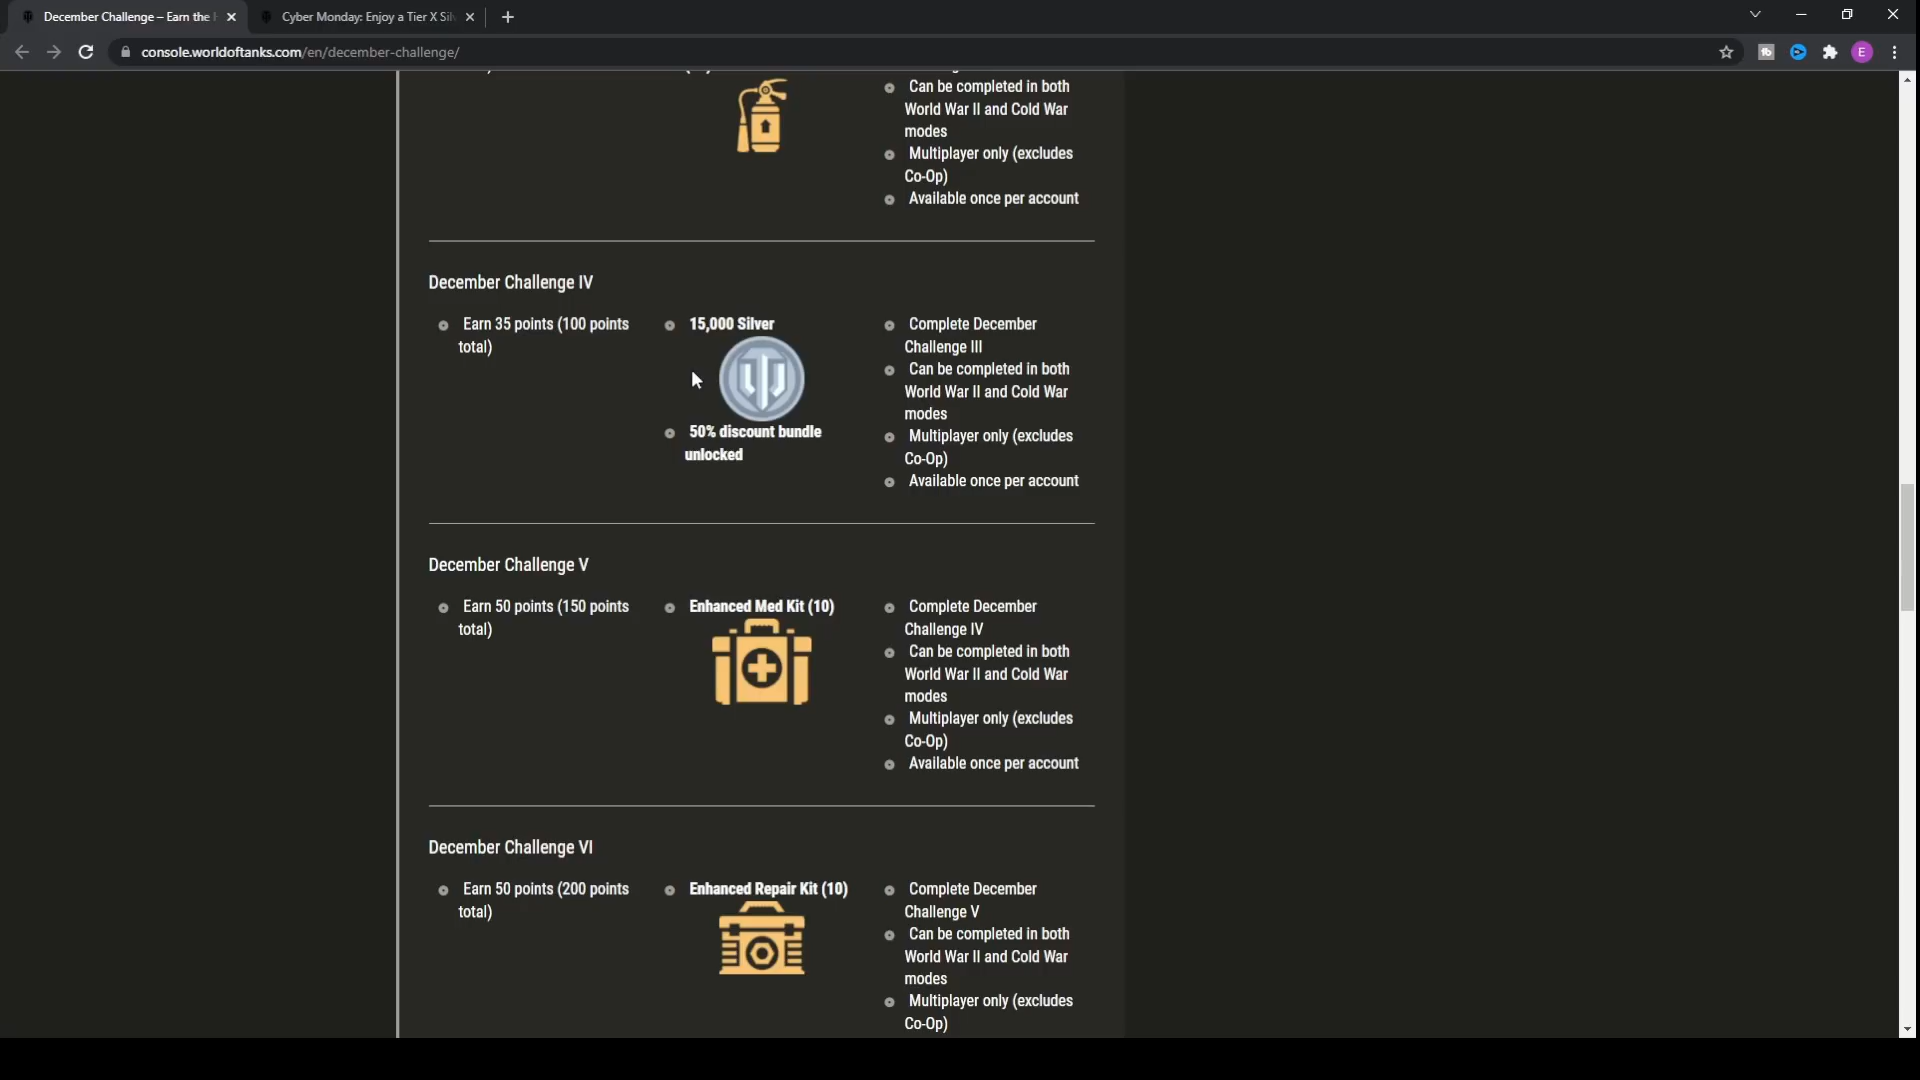 December Challenge – Earn the
Cyber Monday: Enjoy a Tier X Sil
console.worldoftanks.com/en/december-challenge/
E
Can be completed in both
World War II and Cold War
modes
Multiplayer only (excludes
Co-Op)
Available once per account
December Challenge IV
Earn 35 points (100 points
total)
15,000 Silver
50% discount bundle
unlocked
Complete December
Challenge III
Can be completed in both
World War II and Cold War
modes
Multiplayer only (excludes
Co-Op)
Available once per account
December Challenge V
Earn 50 points (150 points
total)
Enhanced Med Kit (10)
Complete December
Challenge IV
Can be completed in both
World War II and Cold War
modes
Multiplayer only (excludes
Co-Op)
Available once per account
December Challenge VI
Earn 50 points (200 points
total)
Enhanced Repair Kit (10)
Complete December
Challenge V
Can be completed in both
World War II and Cold War
modes
Multiplayer only (excludes
Co-Op)